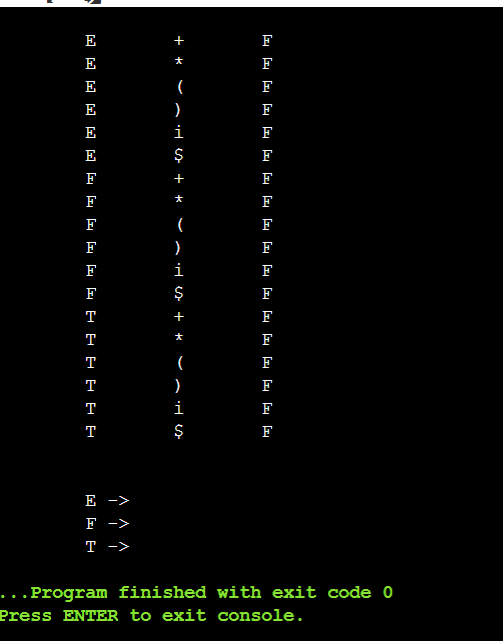 E + F
E * F
E ( F
E ) F
E i F
E $ F
F + F
F * F
F ( F
F ) F
F i F
F $ F
T + F
T * F
T ( F
T ) F
T i F
T $ F
E ->
F ->
T ->
...Program finished with exit code 0
Press ENTER to exit console.